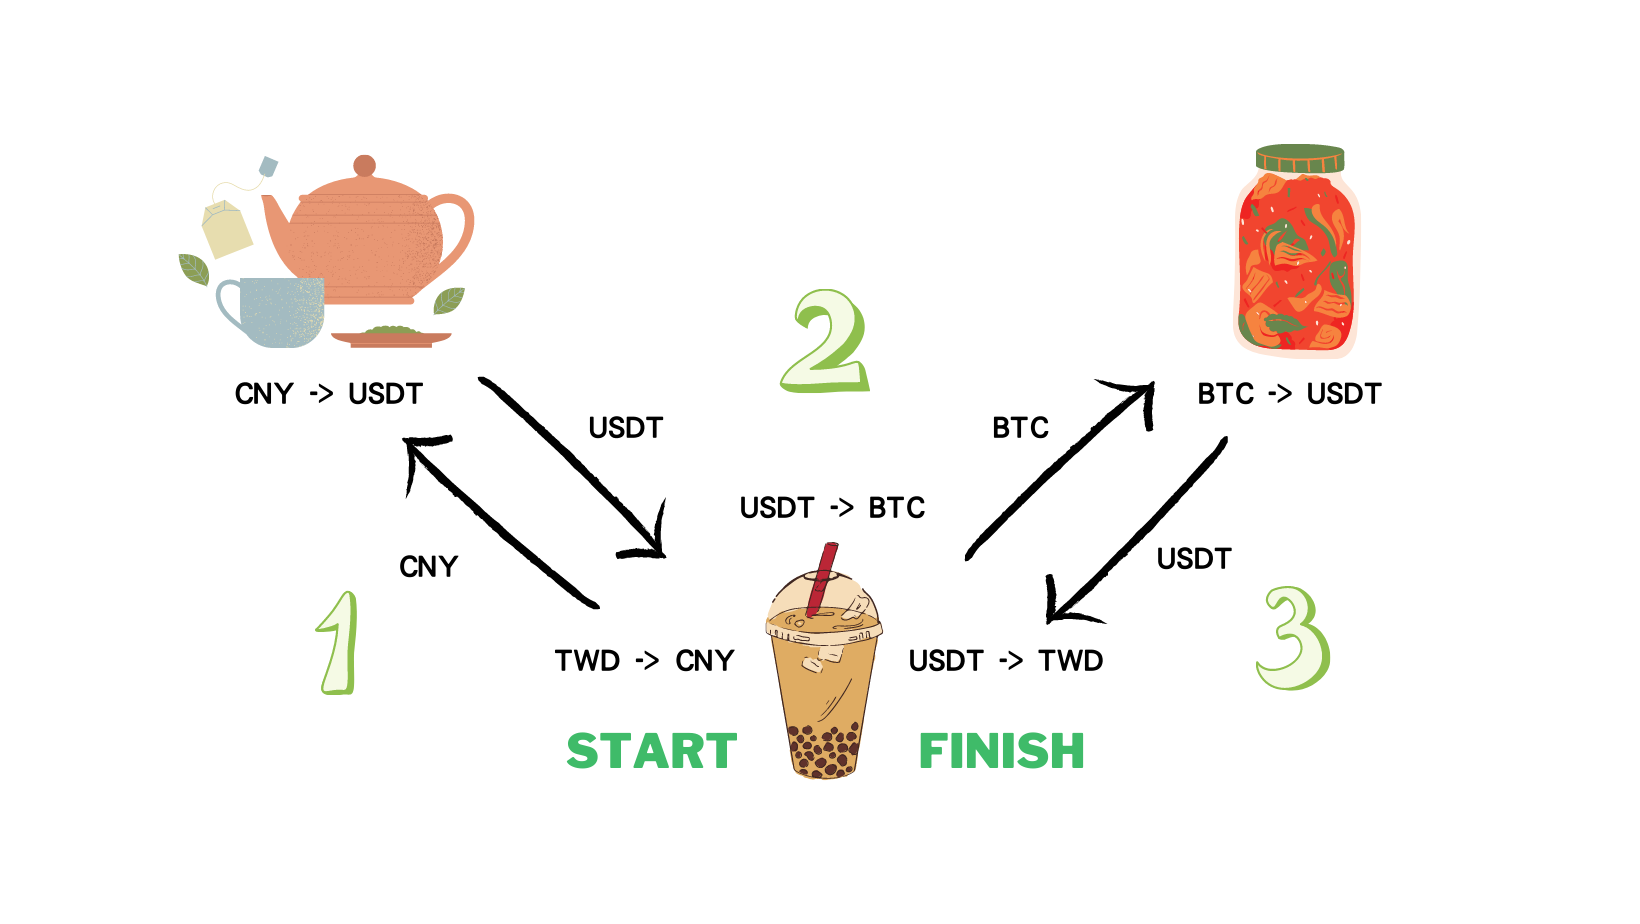 2
CNY -> USDT
BTC -> USDT
USDT
BTC
USDT -> BTC
CNY
USDT
1
3
TWD -> CNY
USDT -> TWD
START
FINISH